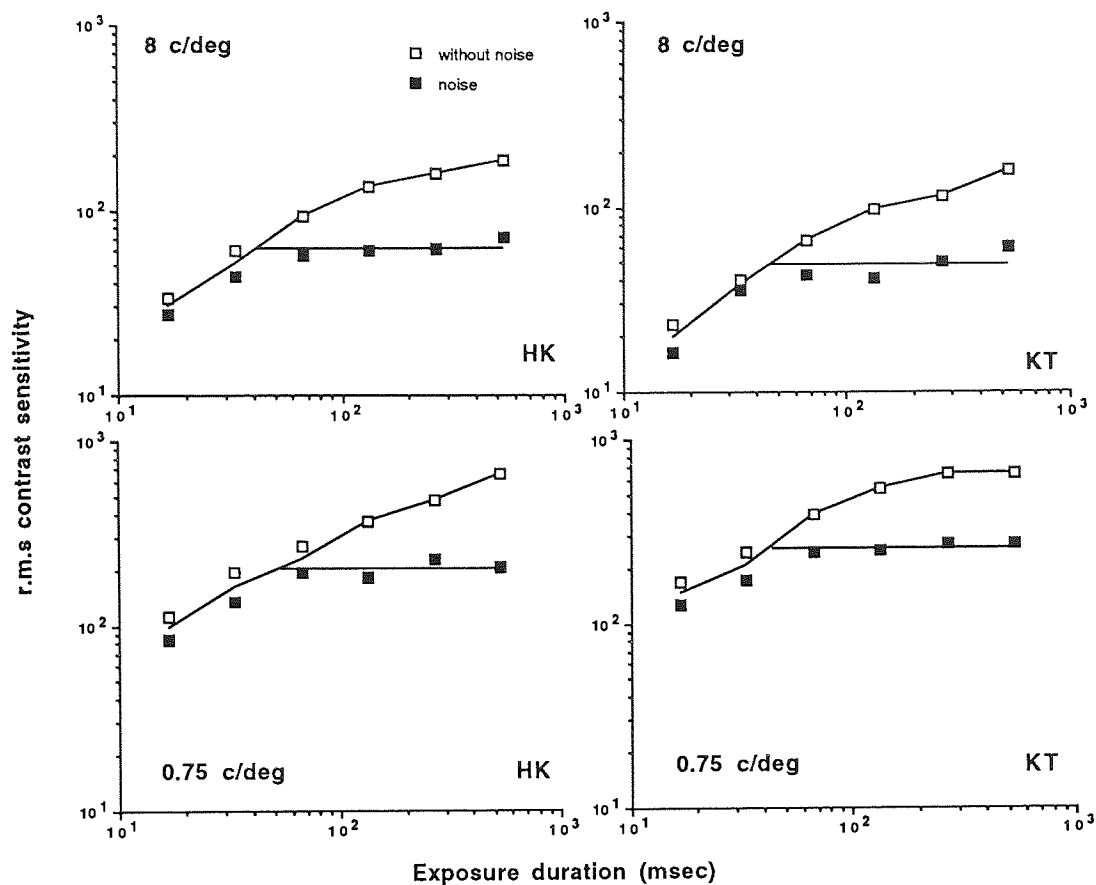 8 c/deg
without noise
noise
HK
10³
10²
10¹
10¹ 10² 10³
8 c/deg
KT
10³
10²
10¹
10¹ 10² 10³
0.75 c/deg
HK
10³
10²
10¹
10¹ 10² 10³
0.75 c/deg
KT
10³
10²
10¹
10¹ 10² 10³
r.m.s contrast sensitivity
Exposure duration (msec)